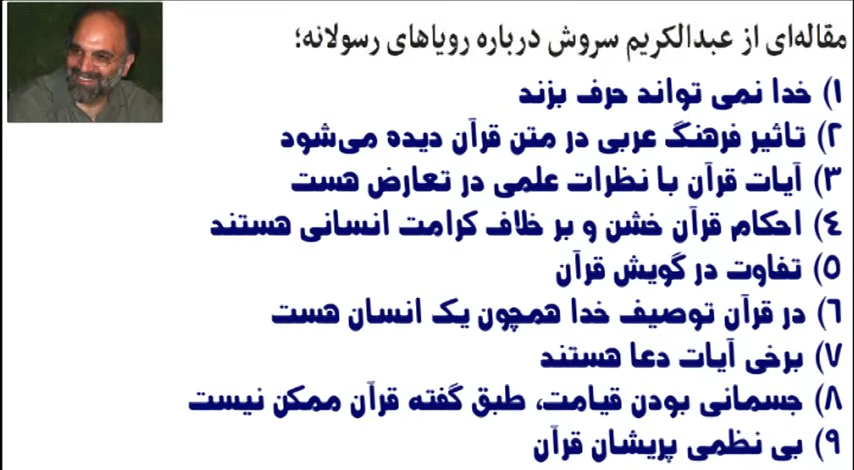 مقاله‌ای از عبدالکریم سروش درباره رویاهای رسولانه؛
۱) خدا نمی تواند حرف بزند
۲) تاثیر فرهنگ عربی در متن قرآن دیده می‌شود
۳) آیات قرآن با نظرات علمی در تعارض هست
٤) احکام قرآن خشن و بر خلاف کرامت انسانی هستند
۵) تفاوت در گویش قرآن
٦) در قرآن توصیف خدا همچون یک انسان هست
۷) برخی آیات دعا هستند
۸) جسمانی بودن قیامت، طبق گفته قرآن ممکن نیست
۹) بی نظمی پریشان قرآن